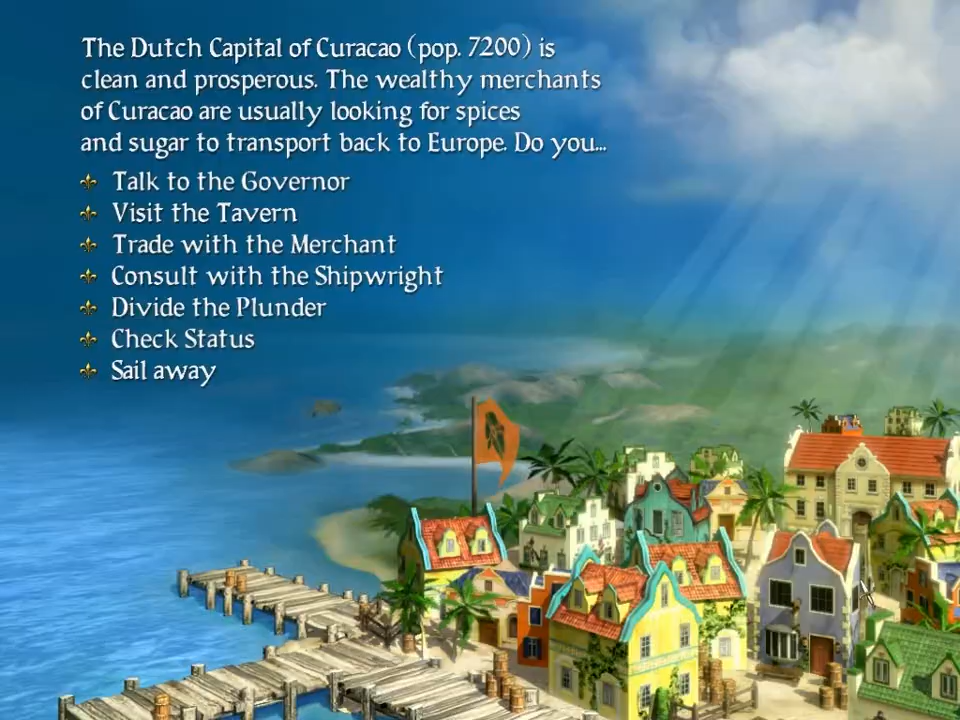 The Dutch Capital of Curacao (pop. 7200) is
clean and prosperous. The wealthy merchants
of Curacao are usually looking for spices
and sugar to transport back to Europe. Do you...
Talk to the Governor
Visit the Tavern
Trade with the Merchant
Consult with the Shipwright
Divide the Plunder
Check Status
Sail away